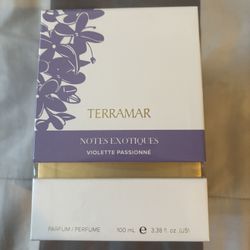 TERRAMAR
NOTES EXOTIQUES
VIOLETTE PASSIONNÉ
PARFUM / PERFUME 100 mL ℮ 3.38 fl. oz. (US)